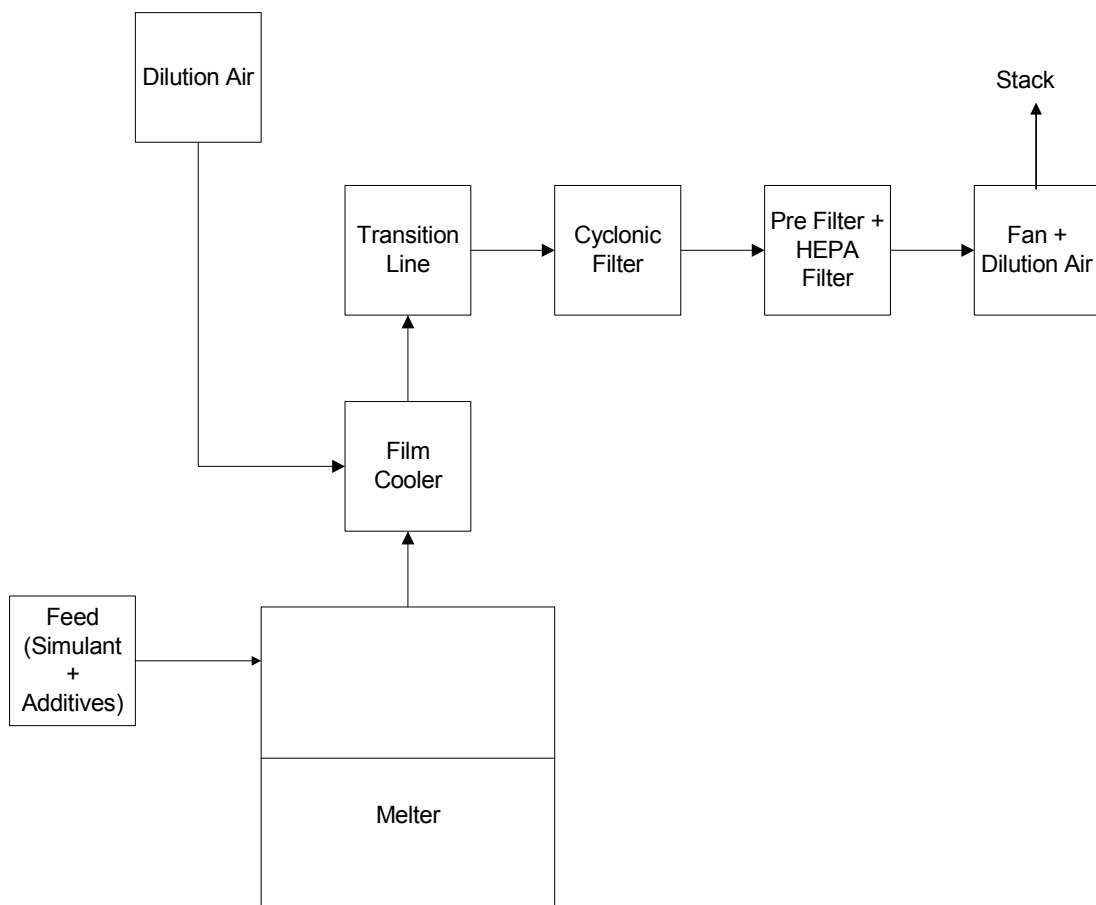 Dilution Air
Stack
Transition
Line
Cyclonic
Filter
Pre Filter +
HEPA
Filter
Fan +
Dilution Air
Film
Cooler
Feed
(Simulant
+
Additives)
Melter